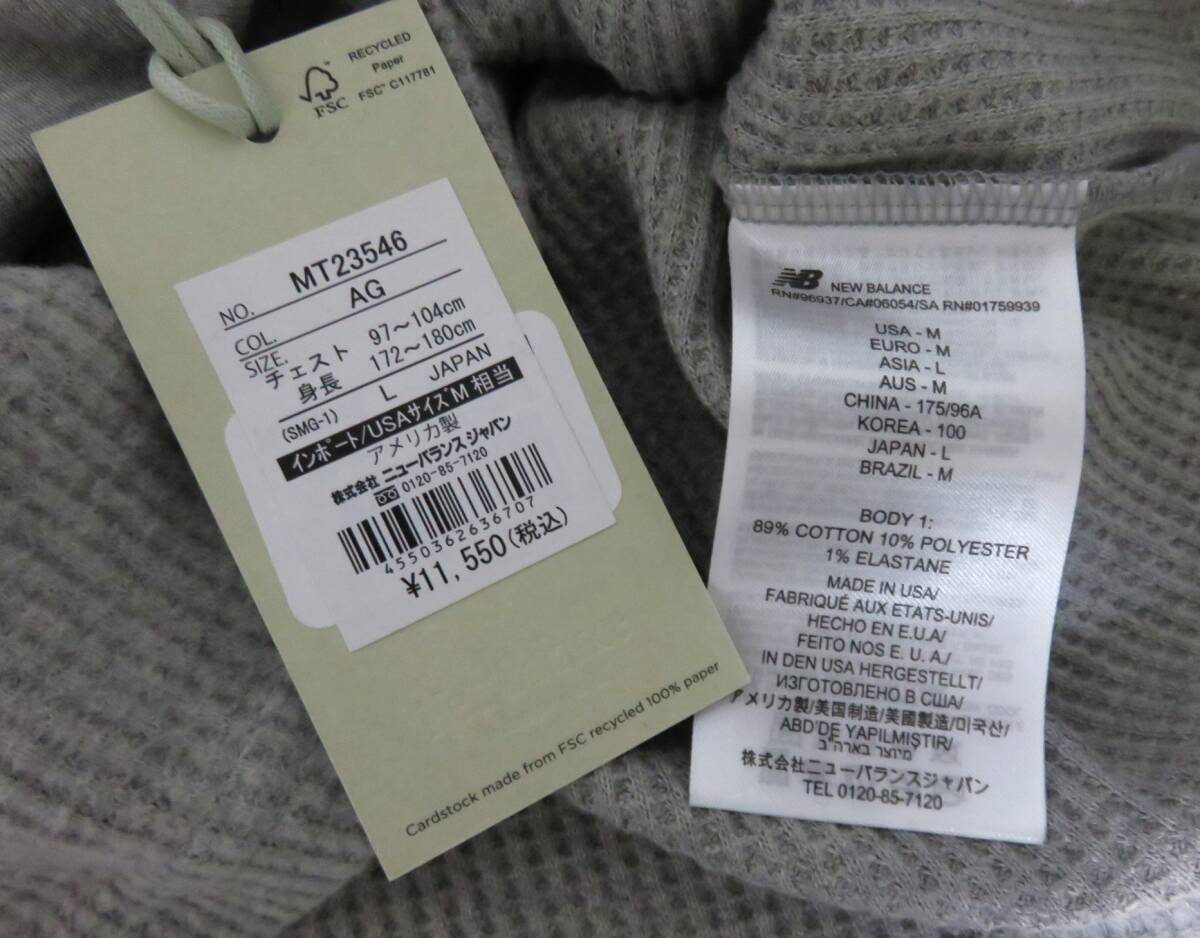 RECYCLED
Paper
FSC™ C117781
FSC
NO. MT23546
COL. AG
SIZE.
チェスト 97〜104cm
身長 172〜180cm
(SMG-1) L JAPAN
インポート/USAサイズM 相当
アメリカ製
株式会社 ニューバランス ジャパン
0120-85-7120
4550362636707
¥11,550(税込)
Cardstock made from FSC recycled 100% paper
NB NEW BALANCE
RN#96937/CA#06054/SA RN#01759939
USA - M
EURO - M
ASIA - L
AUS - M
CHINA - 175/96A
KOREA - 100
JAPAN - L
BRAZIL - M
BODY 1:
89% COTTON 10% POLYESTER
1% ELASTANE
MADE IN USA/
FABRIQUÉ AUX ETATS-UNIS/
HECHO EN E.U.A/
FEITO NOS E. U. A./
IN DEN USA HERGESTELLT/
ИЗГОТОВЛЕНО В США/
アメリカ製/美国制造/美國製造/미국산/
ABD'DE YAPILMIŞTIR/
מיוצר בארה"ב
株式会社ニューバランスジャパン
TEL 0120-85-7120